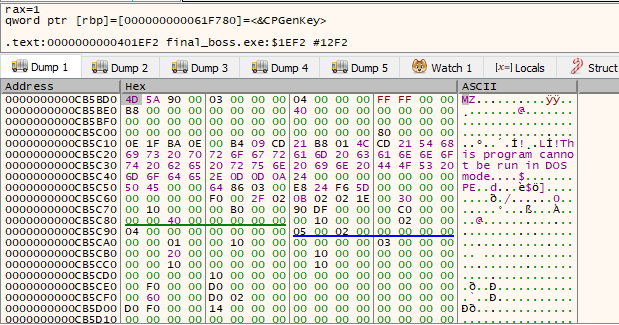 rax=1
qword ptr [rbp]=[000000000061F780]=<&CPGenKey>
.text:0000000000401EF2 final_boss.exe:$1EF2 #12F2
Dump 1 Dump 2 Dump 3 Dump 4 Dump 5 Watch 1 [x=] Locals Struct
Address Hex ASCII
0000000000CB5BD0 4D 5A 90 00 03 00 00 00 04 00 00 00 FF FF 00 00 MZ..........ÿÿ..
0000000000CB5BE0 B8 00 00 00 00 00 00 00 40 00 00 00 00 00 00 00 ¸.......@.......
0000000000CB5BF0 00 00 00 00 00 00 00 00 00 00 00 00 00 00 00 00 ................
0000000000CB5C00 00 00 00 00 00 00 00 00 00 00 00 00 80 00 00 00 ................
0000000000CB5C10 0E 1F BA 0E 00 B4 09 CD 21 B8 01 4C CD 21 54 68 ..º..´.Í!¸.LÍ!Th
0000000000CB5C20 69 73 20 70 72 6F 67 72 61 6D 20 63 61 6E 6E 6F is program canno
0000000000CB5C30 74 20 62 65 20 72 75 6E 20 69 6E 20 44 4F 53 20 t be run in DOS
0000000000CB5C40 6D 6F 64 65 2E 0D 0D 0A 24 00 00 00 00 00 00 00 mode....$.......
0000000000CB5C50 50 45 00 00 64 86 03 00 E8 24 F6 5D 00 00 00 00 PE..d...è$ö]....
0000000000CB5C60 00 00 00 00 F0 00 2F 02 0B 02 02 1E 00 30 00 00 ....ð./......0..
0000000000CB5C70 00 10 00 00 00 B0 00 00 90 DF 00 00 00 C0 00 00 .....°...ß...À..
0000000000CB5C80 00 00 40 00 00 00 00 00 00 10 00 00 00 02 00 00 ..@.............
0000000000CB5C90 04 00 00 00 00 00 00 00 05 00 02 00 00 00 00 00 ................
0000000000CB5CA0 00 00 01 00 00 10 00 00 00 00 00 00 03 00 00 00 ................
0000000000CB5CB0 00 00 20 00 00 00 00 00 00 10 00 00 00 00 00 00 .. .............
0000000000CB5CC0 00 00 10 00 00 10 00 00 00 10 00 00 00 00 00 00 ................
0000000000CB5CD0 00 00 00 00 10 00 00 00 00 00 00 00 00 00 00 00 ................
0000000000CB5CE0 00 F0 00 00 D0 00 00 00 00 00 00 00 00 00 00 00 .ð..Ð...........
0000000000CB5CF0 00 60 00 00 D0 02 00 00 00 00 00 00 00 00 00 00 .`..Ð...........
0000000000CB5D00 D0 F0 00 00 14 00 00 00 00 00 00 00 00 00 00 00 Ðð..............
0000000000CB5D10 00 00 00 00 00 00 00 00 00 00 00 00 00 00 00 00 ................